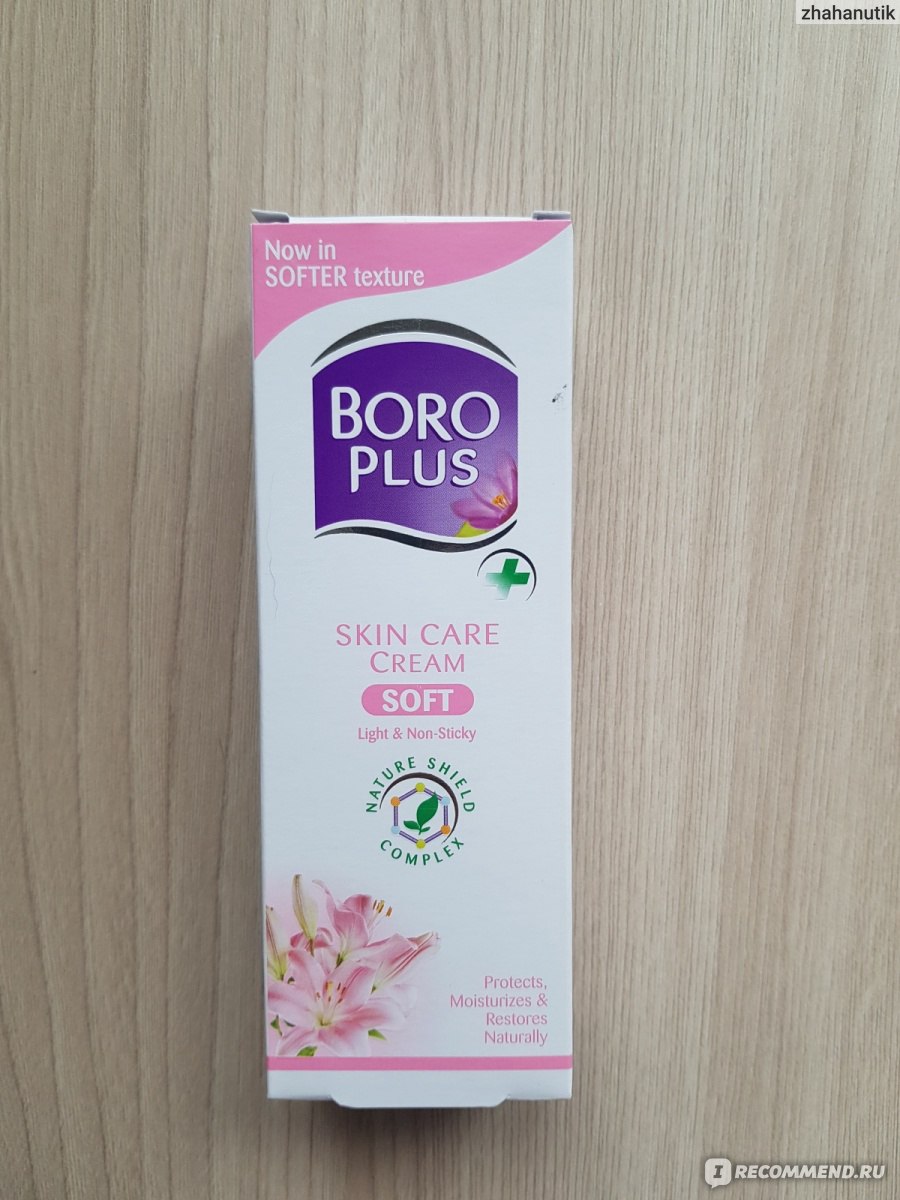 zhahanutik
Now in
SOFTER texture
BORO
PLUS
SKIN CARE
CREAM
SOFT
Light & Non-Sticky
NATURE SHIELD
COMPLEX
Protects,
Moisturizes &
Restores
Naturally
I RECOMMEND.RU